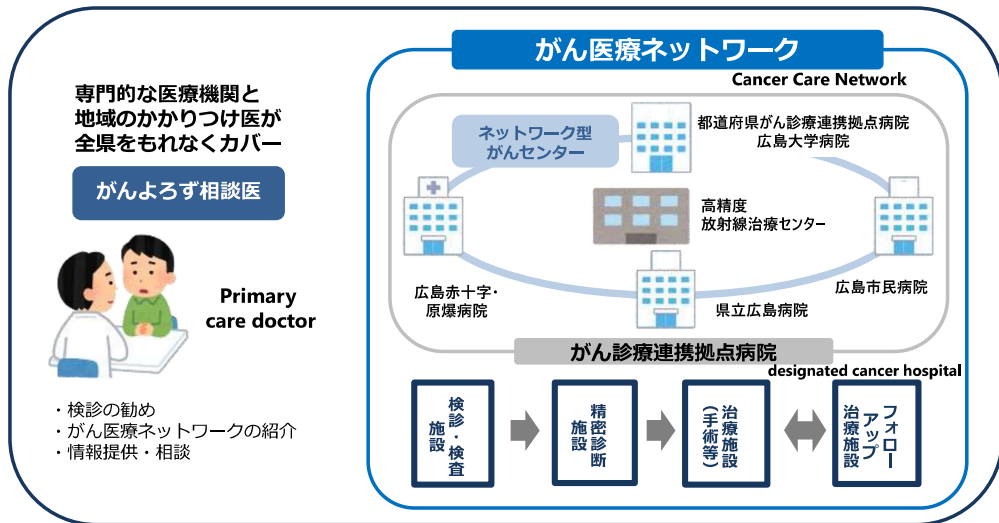 専門的な医療機関と
地域のかかりつけ医が
全県をもれなくカバー
がんよろず相談医
Primary
care doctor
・検診の勧め
・がん医療ネットワークの紹介
・情報提供・相談
がん医療ネットワーク
Cancer Care Network
ネットワーク型
がんセンター
都道府県がん診療連携拠点病院
広島大学病院
高精度
放射線治療センター
広島赤十字・
原爆病院
県立広島病院
広島市民病院
がん診療連携拠点病院
designated cancer hospital
検診・検査
施設
精密診断
施設
治療施設
(手術等)
フォロー
アップ
治療施設